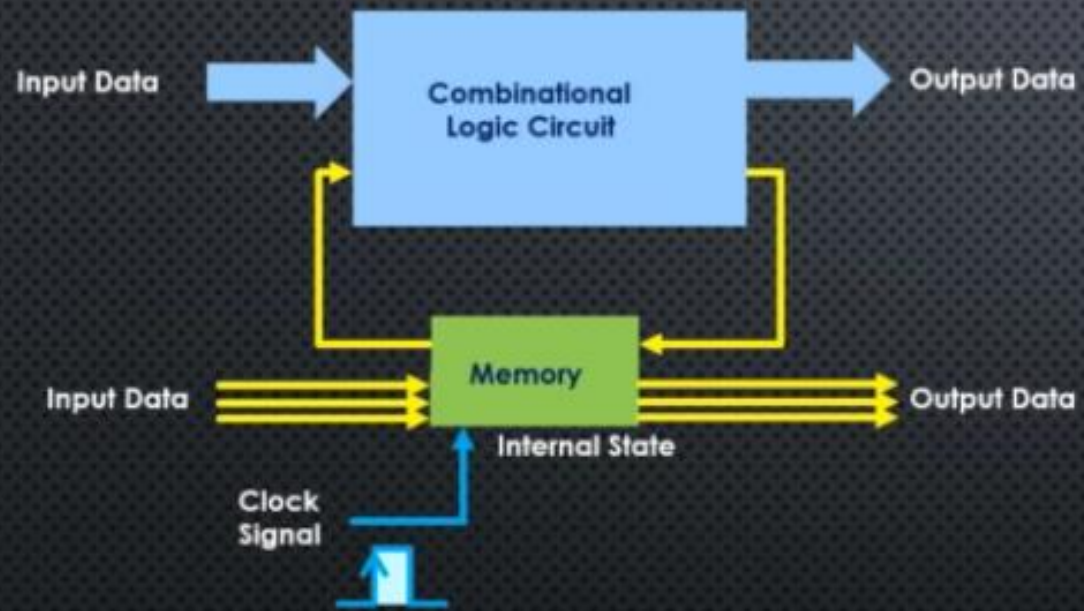 Input Data
Combinational
Logic Circuit
Output Data
Input Data
Memory
Output Data
Internal State
Clock
Signal